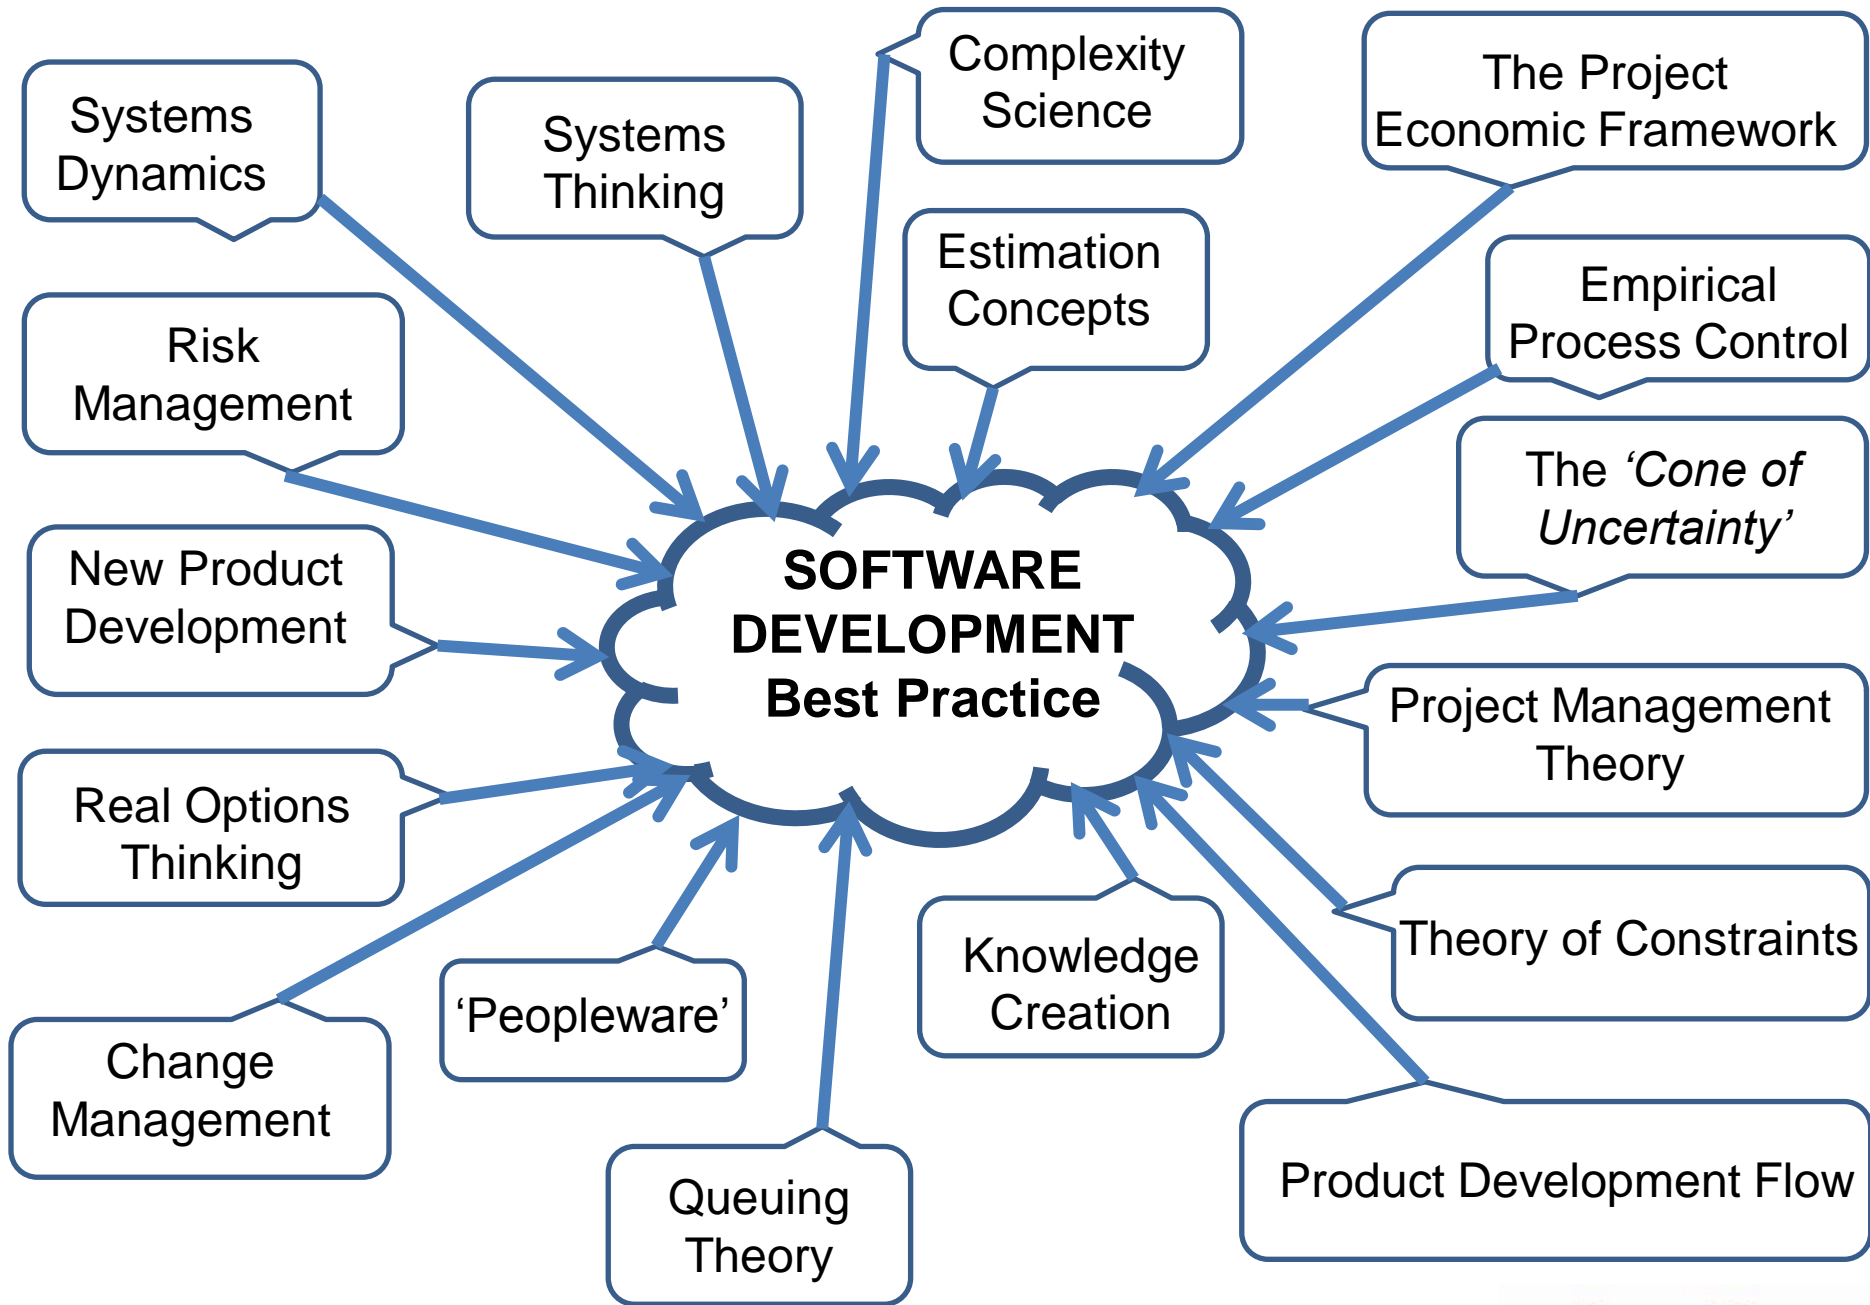 Systems
Dynamics
Systems
Thinking
Complexity
Science
The Project
Economic Framework
Risk
Management
Estimation
Concepts
Empirical
Process Control
New Product
Development
SOFTWARE
DEVELOPMENT
Best Practice
The ‘Cone of
Uncertainty’
Real Options
Thinking
Project Management
Theory
Change
Management
‘Peopleware’
Queuing
Theory
Knowledge
Creation
Theory of Constraints
Product Development Flow